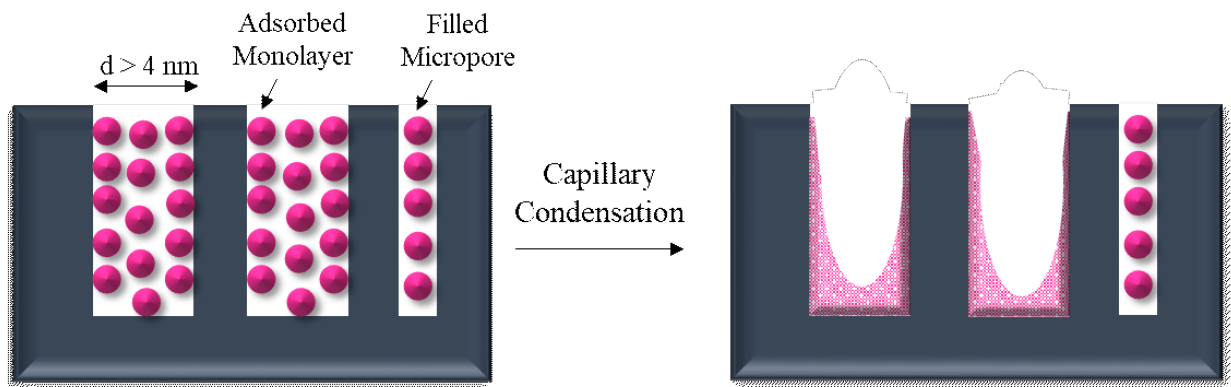 d > 4 nm
Adsorbed
Monolayer
Filled
Micropore
Capillary
Condensation